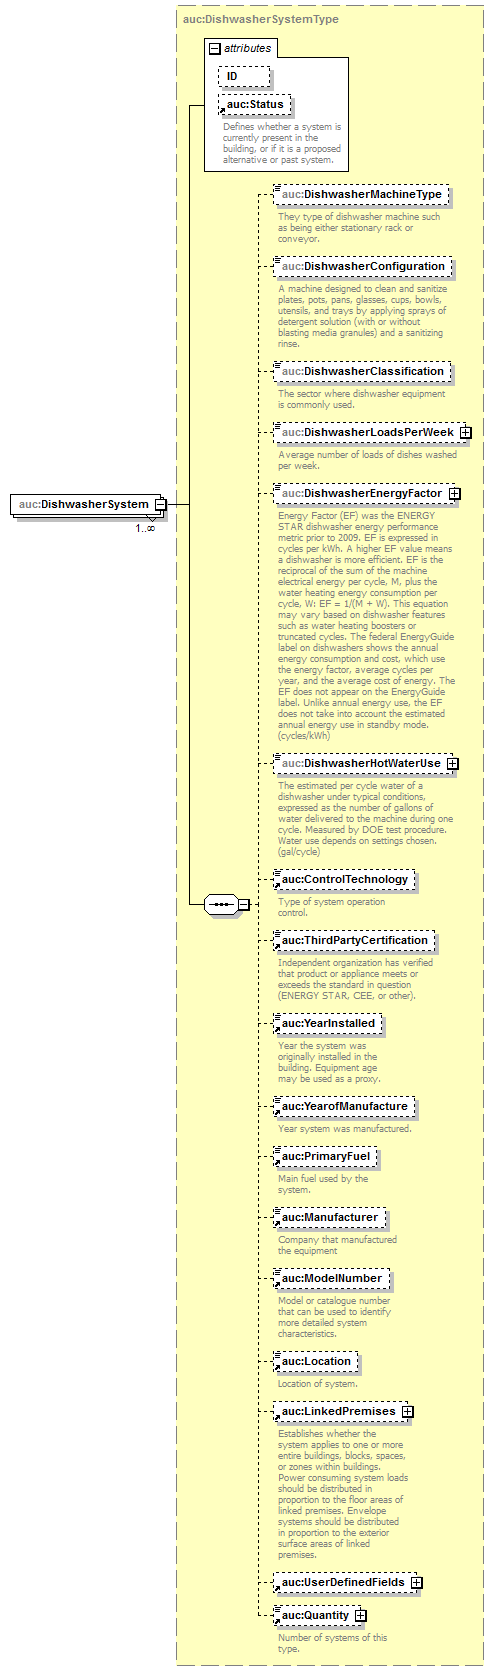 auc:DishwasherSystemType
attributes
ID
auc:Status
Defines whether a system is
currently present in the
building, or if it is a proposed
alternative or past system.
auc:DishwasherMachineType
They type of dishwasher machine such
as being either stationary rack or
conveyor.
auc:DishwasherConfiguration
A machine designed to clean and sanitize
plates, pots, pans, glasses, cups, bowls,
utensils, and trays by applying sprays of
detergent solution (with or without
blasting media granules) and a sanitizing
rinse.
auc:DishwasherClassification
The sector where dishwasher equipment
is commonly used.
auc:DishwasherLoadsPerWeek
Average number of loads of dishes washed
per week.
auc:DishwasherSystem
1..∞
auc:DishwasherEnergyFactor
Energy Factor (EF) was the ENERGY
STAR dishwasher energy performance
metric prior to 2009. EF is expressed in
cycles per kWh. A higher EF value means
a dishwasher is more efficient. EF is the
reciprocal of the sum of the machine
electrical energy per cycle, M, plus the
water heating energy consumption per
cycle, W: EF = 1/(M + W). This equation
may vary based on dishwasher features
such as water heating boosters or
truncated cycles. The federal EnergyGuide
label on dishwashers shows the annual
energy consumption and cost, which use
the energy factor, average cycles per
year, and the average cost of energy. The
EF does not appear on the EnergyGuide
label. Unlike annual energy use, the EF
does not take into account the estimated
annual energy use in standby mode.
(cycles/kWh)
auc:DishwasherHotWaterUse
The estimated per cycle water of a
dishwasher under typical conditions,
expressed as the number of gallons of
water delivered to the machine during one
cycle. Measured by DOE test procedure.
Water use depends on settings chosen.
(gal/cycle)
auc:ControlTechnology
Type of system operation
control.
auc:ThirdPartyCertification
Independent organization has verified
that product or appliance meets or
exceeds the standard in question
(ENERGY STAR, CEE, or other).
auc:YearInstalled
Year the system was
originally installed in the
building. Equipment age
may be used as a proxy.
auc:YearofManufacture
Year system was manufactured.
auc:PrimaryFuel
Main fuel used by the
system.
auc:Manufacturer
Company that manufactured
the equipment
auc:ModelNumber
Model or catalogue number
that can be used to identify
more detailed system
characteristics.
auc:Location
Location of system.
auc:LinkedPremises
Establishes whether the
system applies to one or more
entire buildings, blocks, spaces,
or zones within buildings.
Power consuming system loads
should be distributed in
proportion to the floor areas of
linked premises. Envelope
systems should be distributed
in proportion to the exterior
surface areas of linked
premises.
auc:UserDefinedFields
auc:Quantity
Number of systems of this
type.